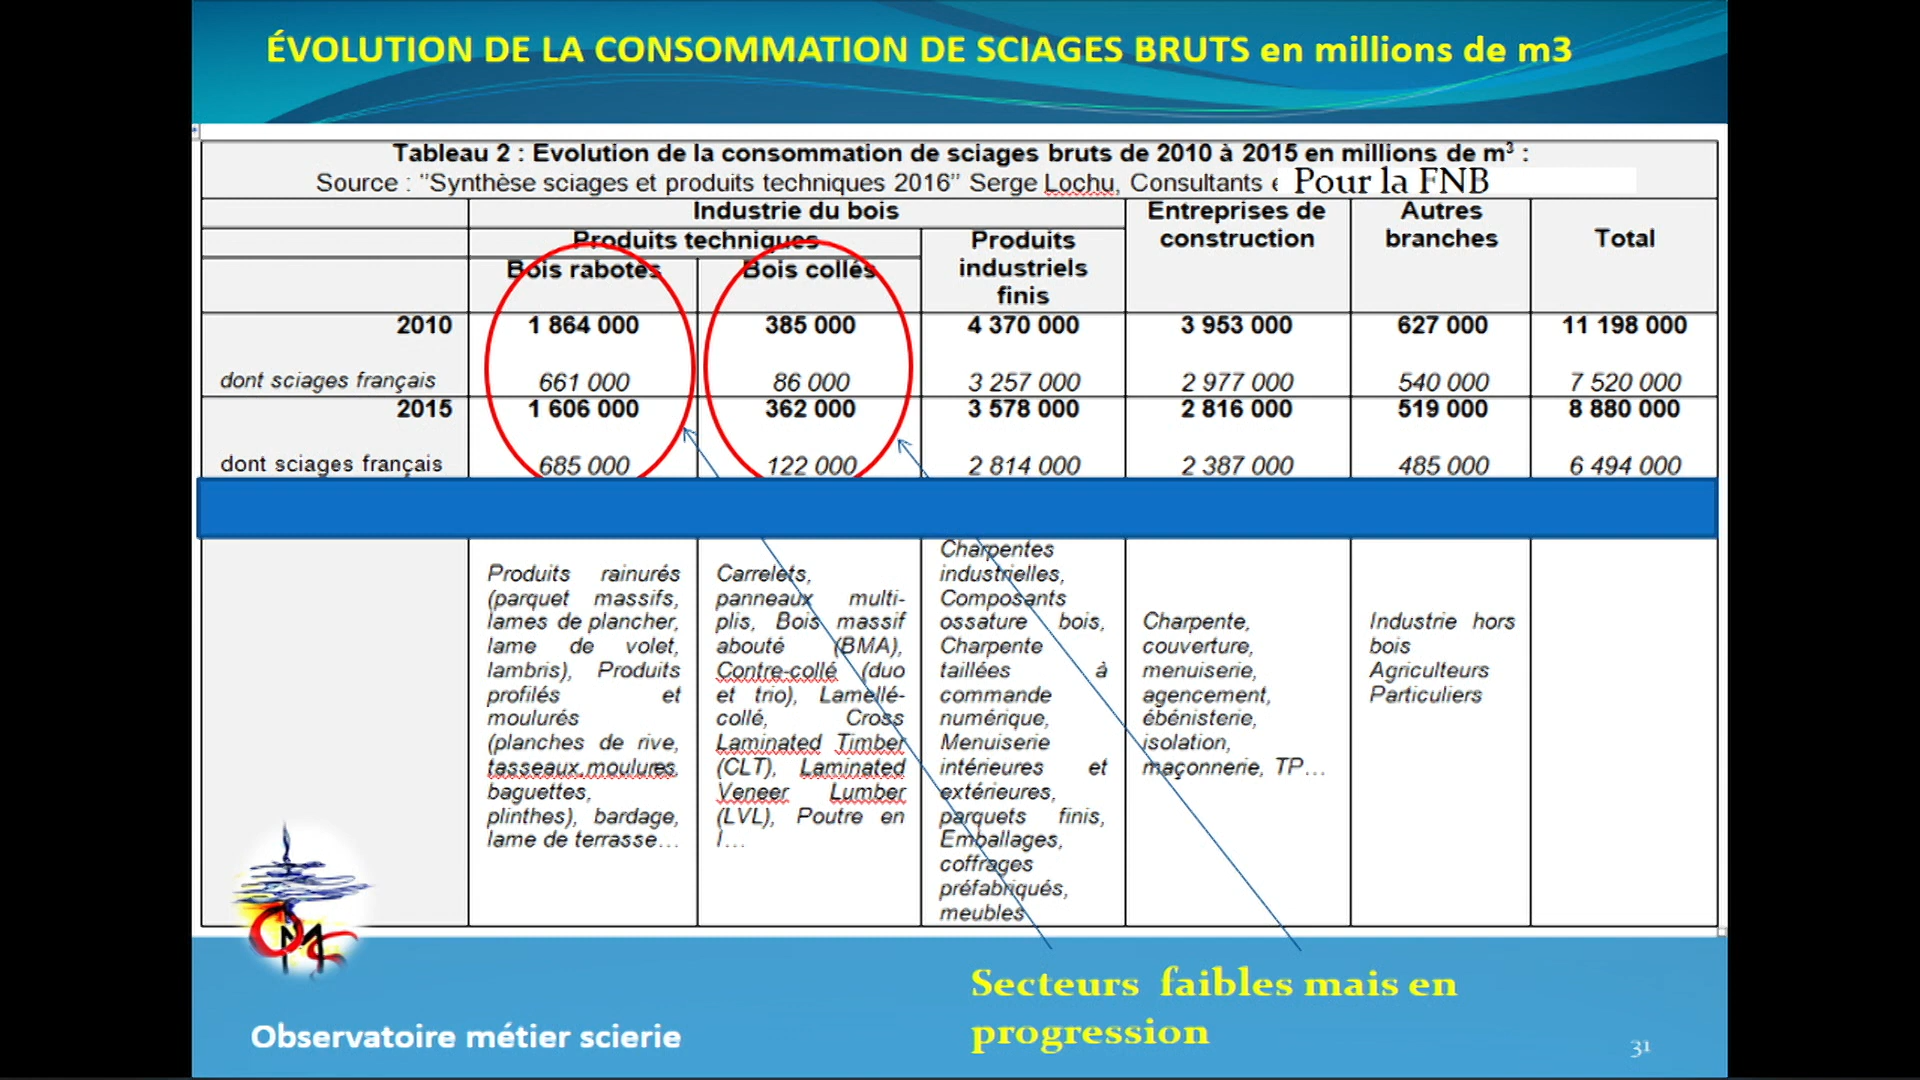 ÉVOLUTION DE LA CONSOMMATION DE SCIAGES BRUTS en millions de m3
Tableau 2 : Evolution de la consommation de sciages bruts de 2010 à 2015 en millions de m³ :
Source : "Synthèse sciages et produits techniques 2016" Serge Lochu, Consultants Pour la FNB
Industrie du bois
Entreprises de construction
Autres branches
Total
Produits techniques
Produits industriels finis
Bois rabotés
Bois collés
2010 1 864 000 385 000 4 370 000 3 953 000 627 000 11 198 000
dont sciages français 661 000 86 000 3 257 000 2 977 000 540 000 7 520 000
2015 1 606 000 362 000 3 578 000 2 816 000 519 000 8 880 000
dont sciages français 685 000 122 000 2 814 000 2 387 000 485 000 6 494 000
Produits rainurés
(parquet massifs,
lames de plancher,
lame de volet,
lambris), Produits
profilés et
moulurés
(planches de rive,
tasseaux,moulures,
baguettes,
plinthes), bardage,
lame de terrasse...
Carrelets,
panneaux multi-
plis, Bois massif
abouté (BMA),
Contre-collé (duo
et trio), Lamellé-
collé, Cross
Laminated Timber
(CLT), Laminated
Veneer Lumber
(LVL), Poutre en
I...
Charpentes
industrielles,
Composants
ossature bois,
Charpente
taillées à
commande
numérique,
Menuiserie
intérieures et
extérieures,
parquets finis,
Emballages,
coffrages
préfabriqués,
meubles
Charpente,
couverture,
menuiserie,
agencement,
ébénisterie,
isolation,
maçonnerie, TP...
Industrie hors
bois
Agriculteurs
Particuliers
OMS
Secteurs faibles mais en
progression
Observatoire métier scierie
31